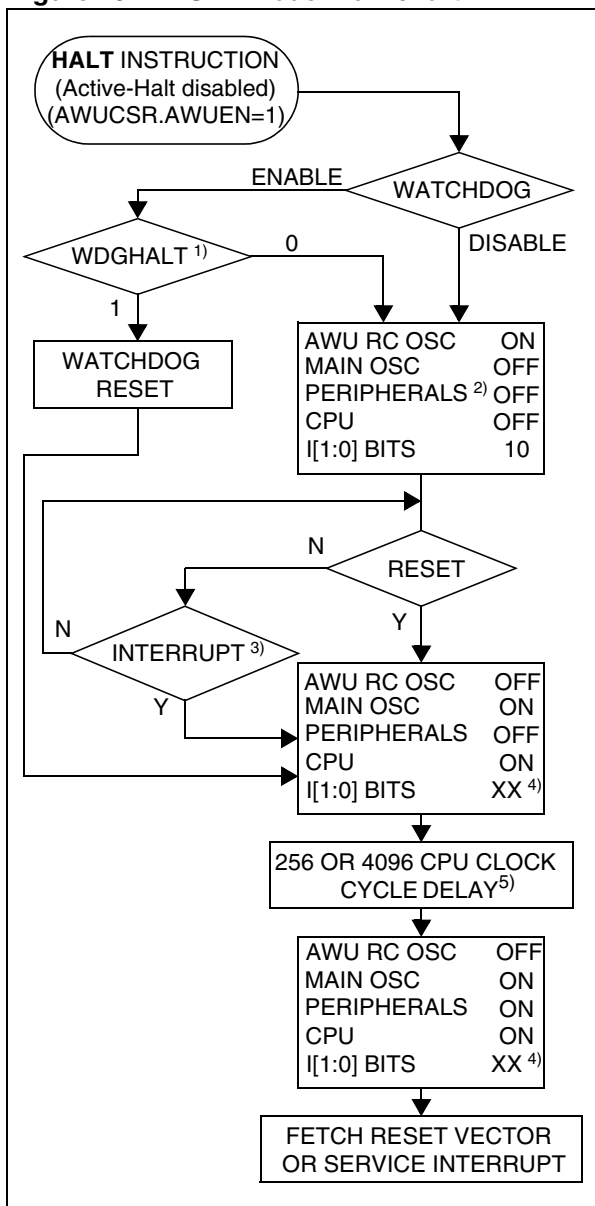 HALT INSTRUCTION
(Active-Halt disabled)
(AWUCSR.AWUEN=1)
ENABLE
WATCHDOG
WDGHALT 1)
0
DISABLE
1
WATCHDOG
RESET
AWU RC OSC ON
MAIN OSC OFF
PERIPHERALS 2) OFF
CPU OFF
I[1:0] BITS 10
N
RESET
N
Y
INTERRUPT 3)
Y
AWU RC OSC OFF
MAIN OSC ON
PERIPHERALS OFF
CPU ON
I[1:0] BITS XX 4)
256 OR 4096 CPU CLOCK
CYCLE DELAY5)
AWU RC OSC OFF
MAIN OSC ON
PERIPHERALS ON
CPU ON
I[1:0] BITS XX 4)
FETCH RESET VECTOR
OR SERVICE INTERRUPT